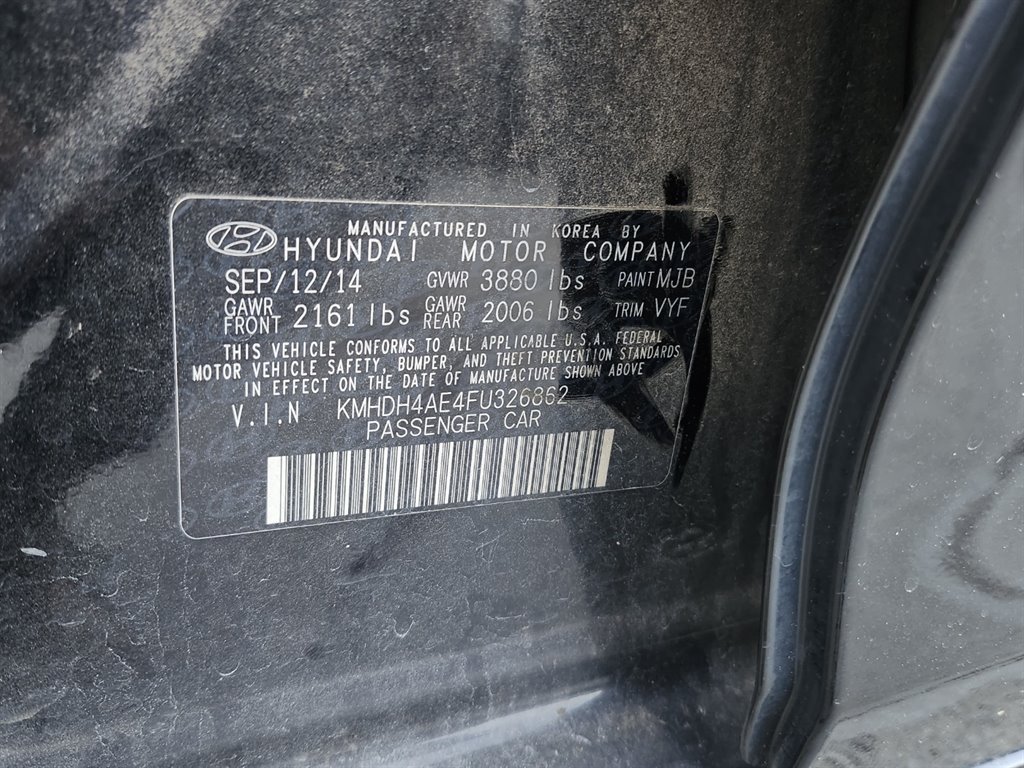 MANUFACTURED IN KOREA BY
HYUNDAI MOTOR COMPANY
SEP/12/14 GVWR 3880 lbs PAINT MJB
GAWR FRONT 2161 lbs GAWR REAR 2006 lbs TRIM VYF
THIS VEHICLE CONFORMS TO ALL APPLICABLE U.S.A. FEDERAL
MOTOR VEHICLE SAFETY, BUMPER, AND THEFT PREVENTION STANDARDS
IN EFFECT ON THE DATE OF MANUFACTURE SHOWN ABOVE
V.I.N KMHDH4AE4FU326862
PASSENGER CAR